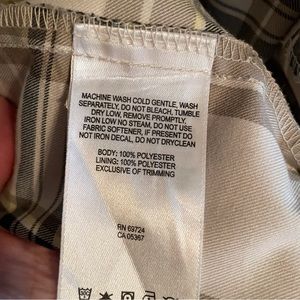 MACHINE WASH COLD GENTLE, WASH
SEPARATELY, DO NOT BLEACH, TUMBLE
DRY LOW, REMOVE PROMPTLY,
IRON LOW NO STEAM, DO NOT USE
FABRIC SOFTENER, IF PRESENT DO
NOT IRON DECAL, DO NOT DRYCLEAN
BODY: 100% POLYESTER
LINING: 100% POLYESTER
EXCLUSIVE OF TRIMMING
RN 69724
CA 05367